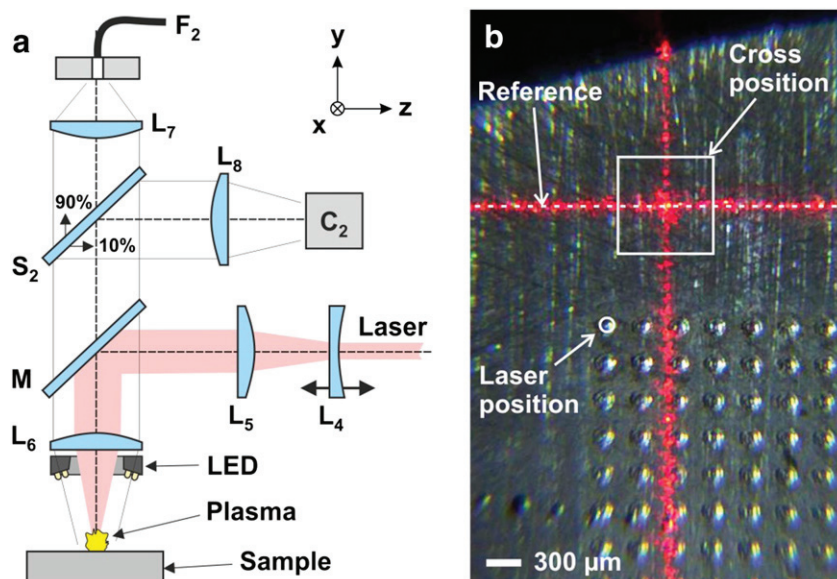 a
F2
y
x
z
L7
L8
90%
10%
S2
C2
Laser
M
L5
L4
L6
LED
Plasma
Sample
b
Cross
position
Reference
Laser
position
300 μm